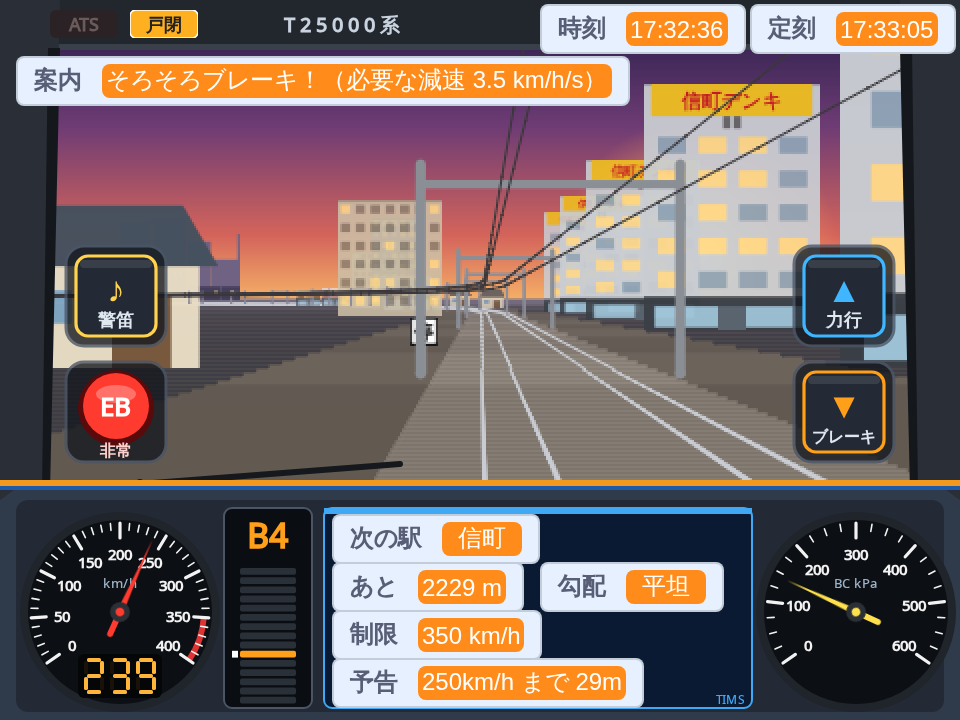 ATS 戸閉 T25000系 時刻 17:32:36 定刻 17:33:05
案内 そろそろブレーキ！（必要な減速 3.5 km/h/s）
信町デンキ
♪
警笛
▲
力行
EB
非常
▼
ブレーキ
0 50 100 150 200 250 300 350 400
km/h
239
B4
次の駅 信町
あと 2229 m 勾配 平坦
制限 350 km/h
予告 250km/h まで 29m
TIMS
0 100 200 300 400 500 600
BC kPa